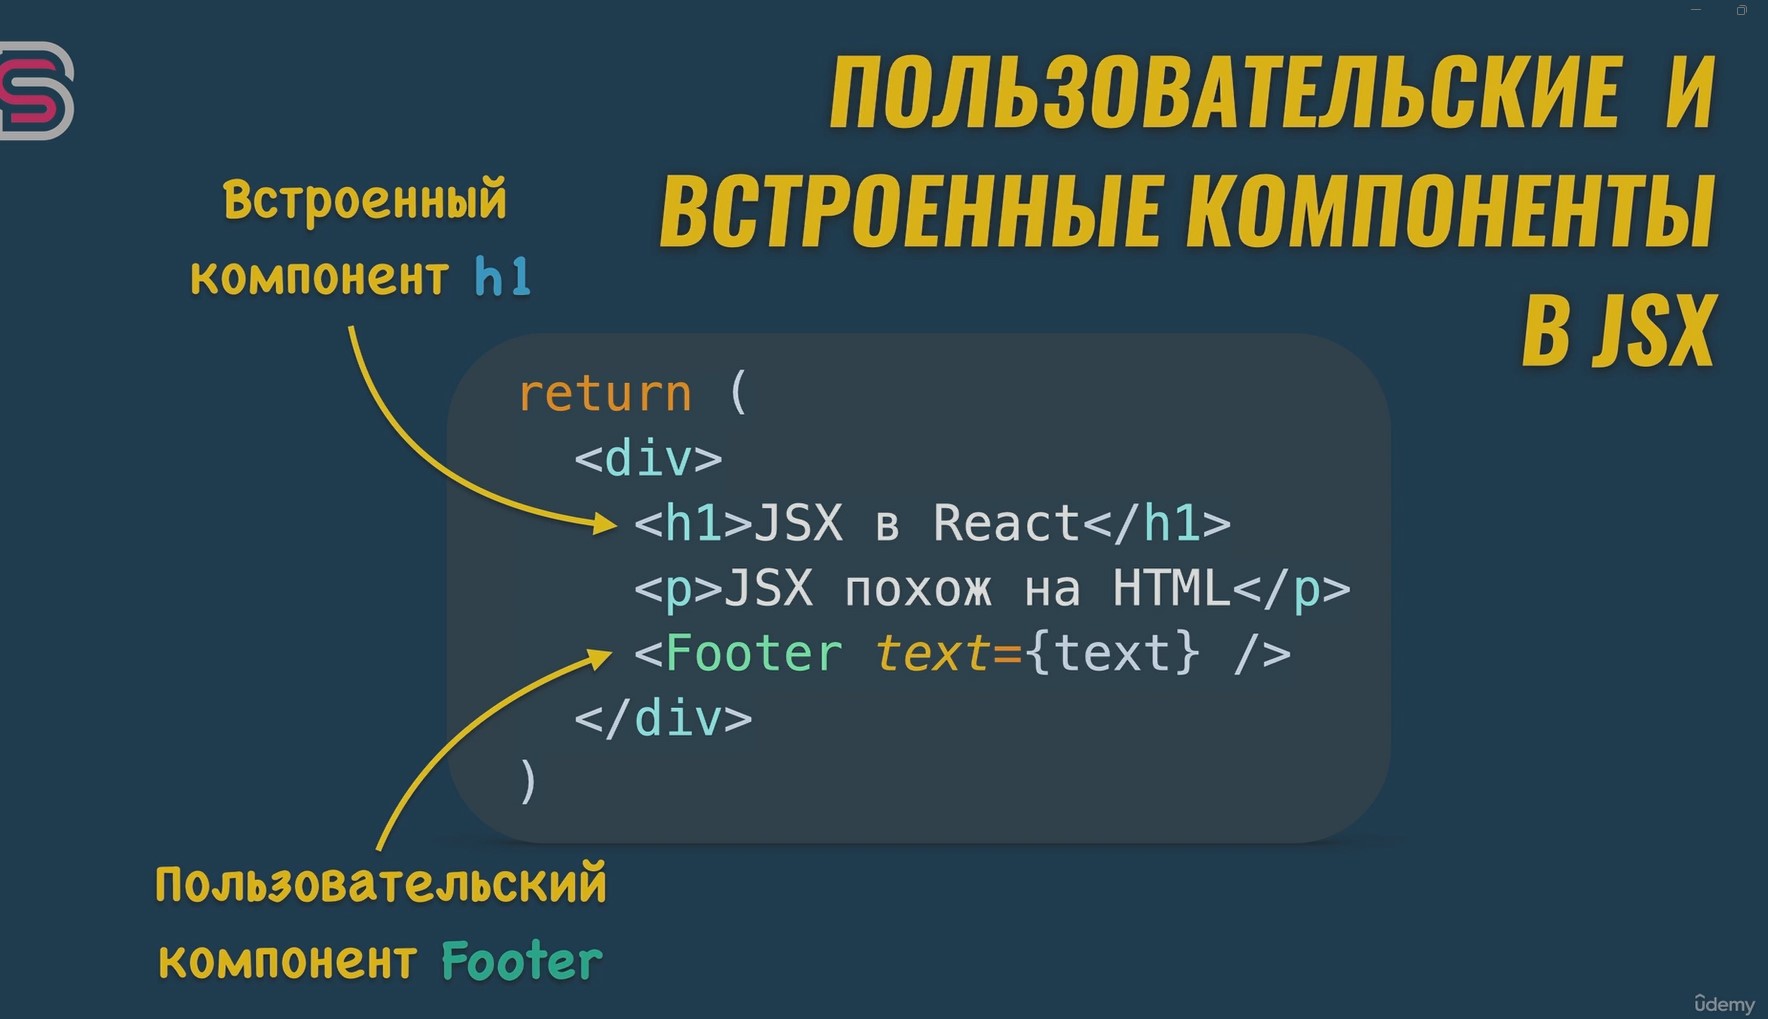 ПОЛЬЗОВАТЕЛЬСКИЕ И
ВСТРОЕННЫЕ КОМПОНЕНТЫ
В JSX
Встроенный
компонент h1
return (
<div>
<h1>JSX в React</h1>
<p>JSX похож на HTML</p>
<Footer text={text} />
</div>
)
Пользовательский
компонент Footer
ûdemy